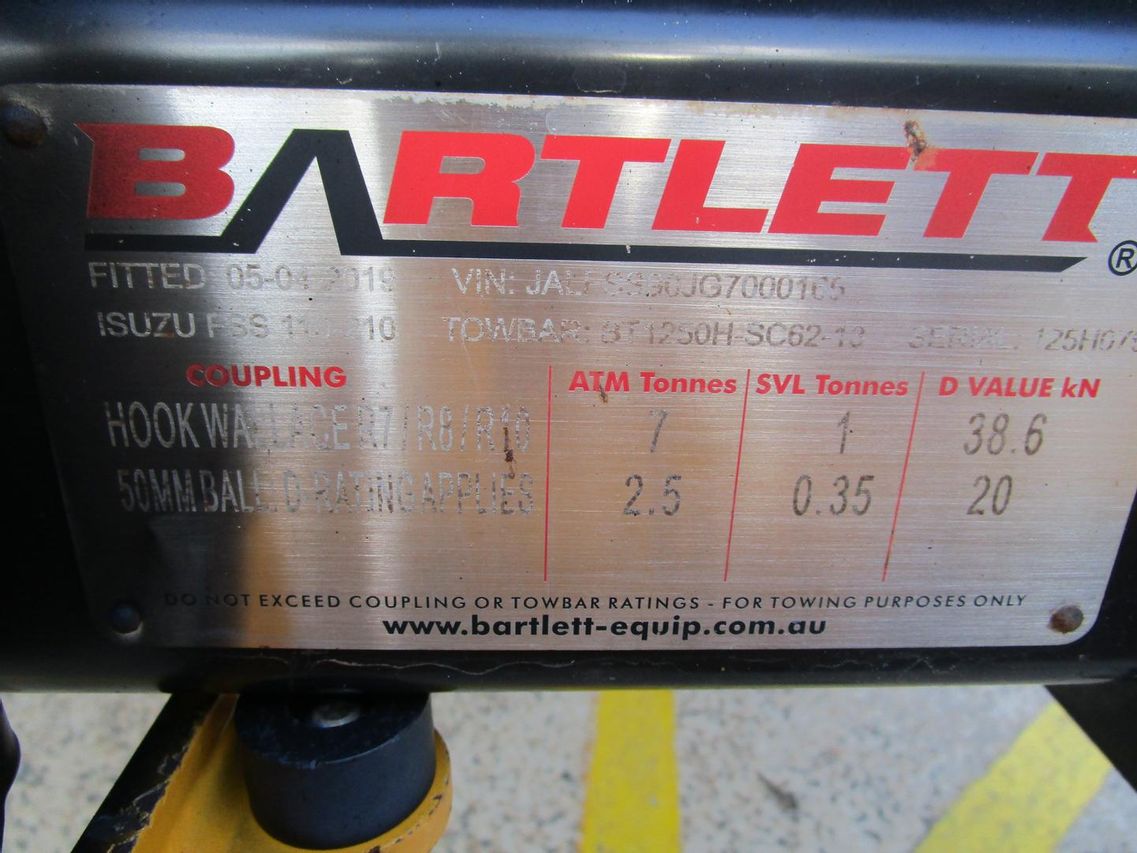 BARTLETT®
FITTED 05-04-2019 VIN:
ISUZU FSS TOWBAR: BT1250H-SC62-13
COUPLING ATM Tonnes SVL Tonnes D VALUE kN
HOOK WALLACE R7/R8/R10 7 1 38.6
50MM BALL: D-RATING APPLIES 2.5 0.35 20
DO NOT EXCEED COUPLING OR TOWBAR RATINGS - FOR TOWING PURPOSES ONLY
www.bartlett-equip.com.au